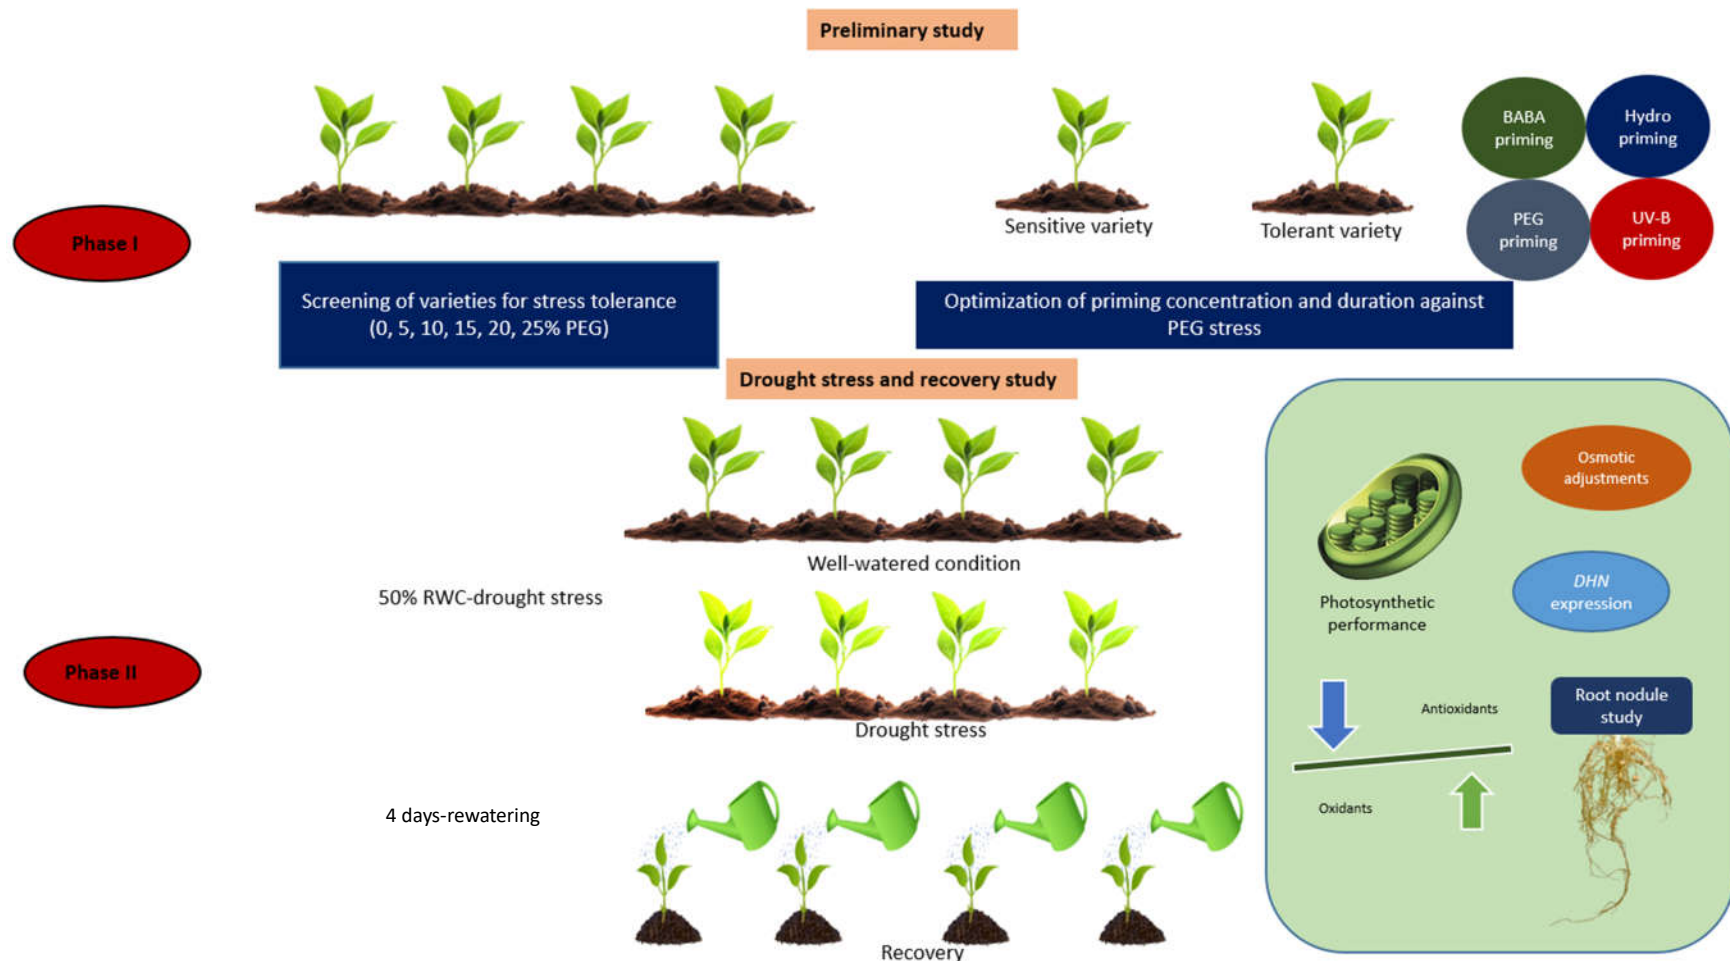 Preliminary study
BABA
priming
Hydro
priming
PEG
priming
UV-B
priming
Sensitive variety
Tolerant variety
Phase I
Screening of varieties for stress tolerance
(0, 5, 10, 15, 20, 25% PEG)
Optimization of priming concentration and duration against
PEG stress
Drought stress and recovery study
Well-watered condition
50% RWC-drought stress
Phase II
Drought stress
4 days-rewatering
Recovery
Osmotic
adjustments
Photosynthetic
performance
DHN
expression
Antioxidants
Root nodule
study
Oxidants